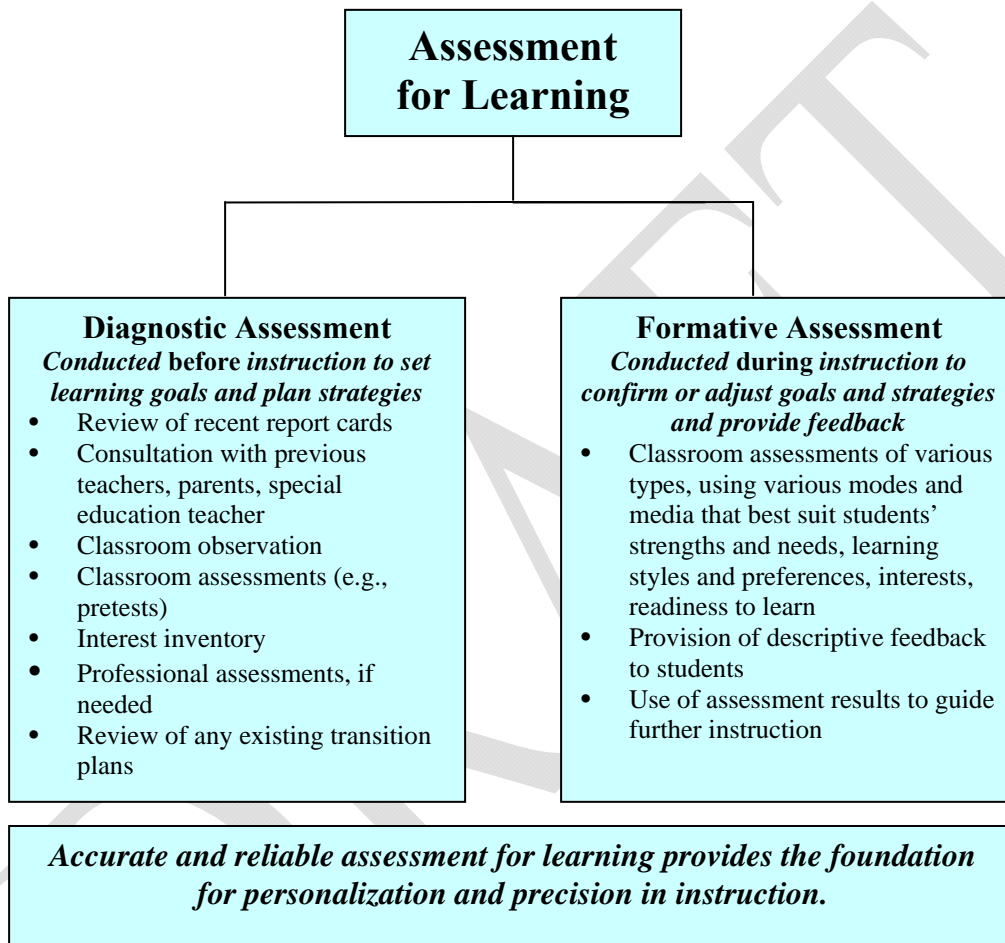 Assessment
for Learning
Diagnostic Assessment
Conducted before instruction to set
learning goals and plan strategies
• Review of recent report cards
• Consultation with previous
teachers, parents, special
education teacher
• Classroom observation
• Classroom assessments (e.g.,
pretests)
• Interest inventory
• Professional assessments, if
needed
• Review of any existing transition
plans
Formative Assessment
Conducted during instruction to
confirm or adjust goals and strategies
and provide feedback
• Classroom assessments of various
types, using various modes and
media that best suit students’
strengths and needs, learning
styles and preferences, interests,
readiness to learn
• Provision of descriptive feedback
to students
• Use of assessment results to guide
further instruction
Accurate and reliable assessment for learning provides the foundation
for personalization and precision in instruction.
DRAFT